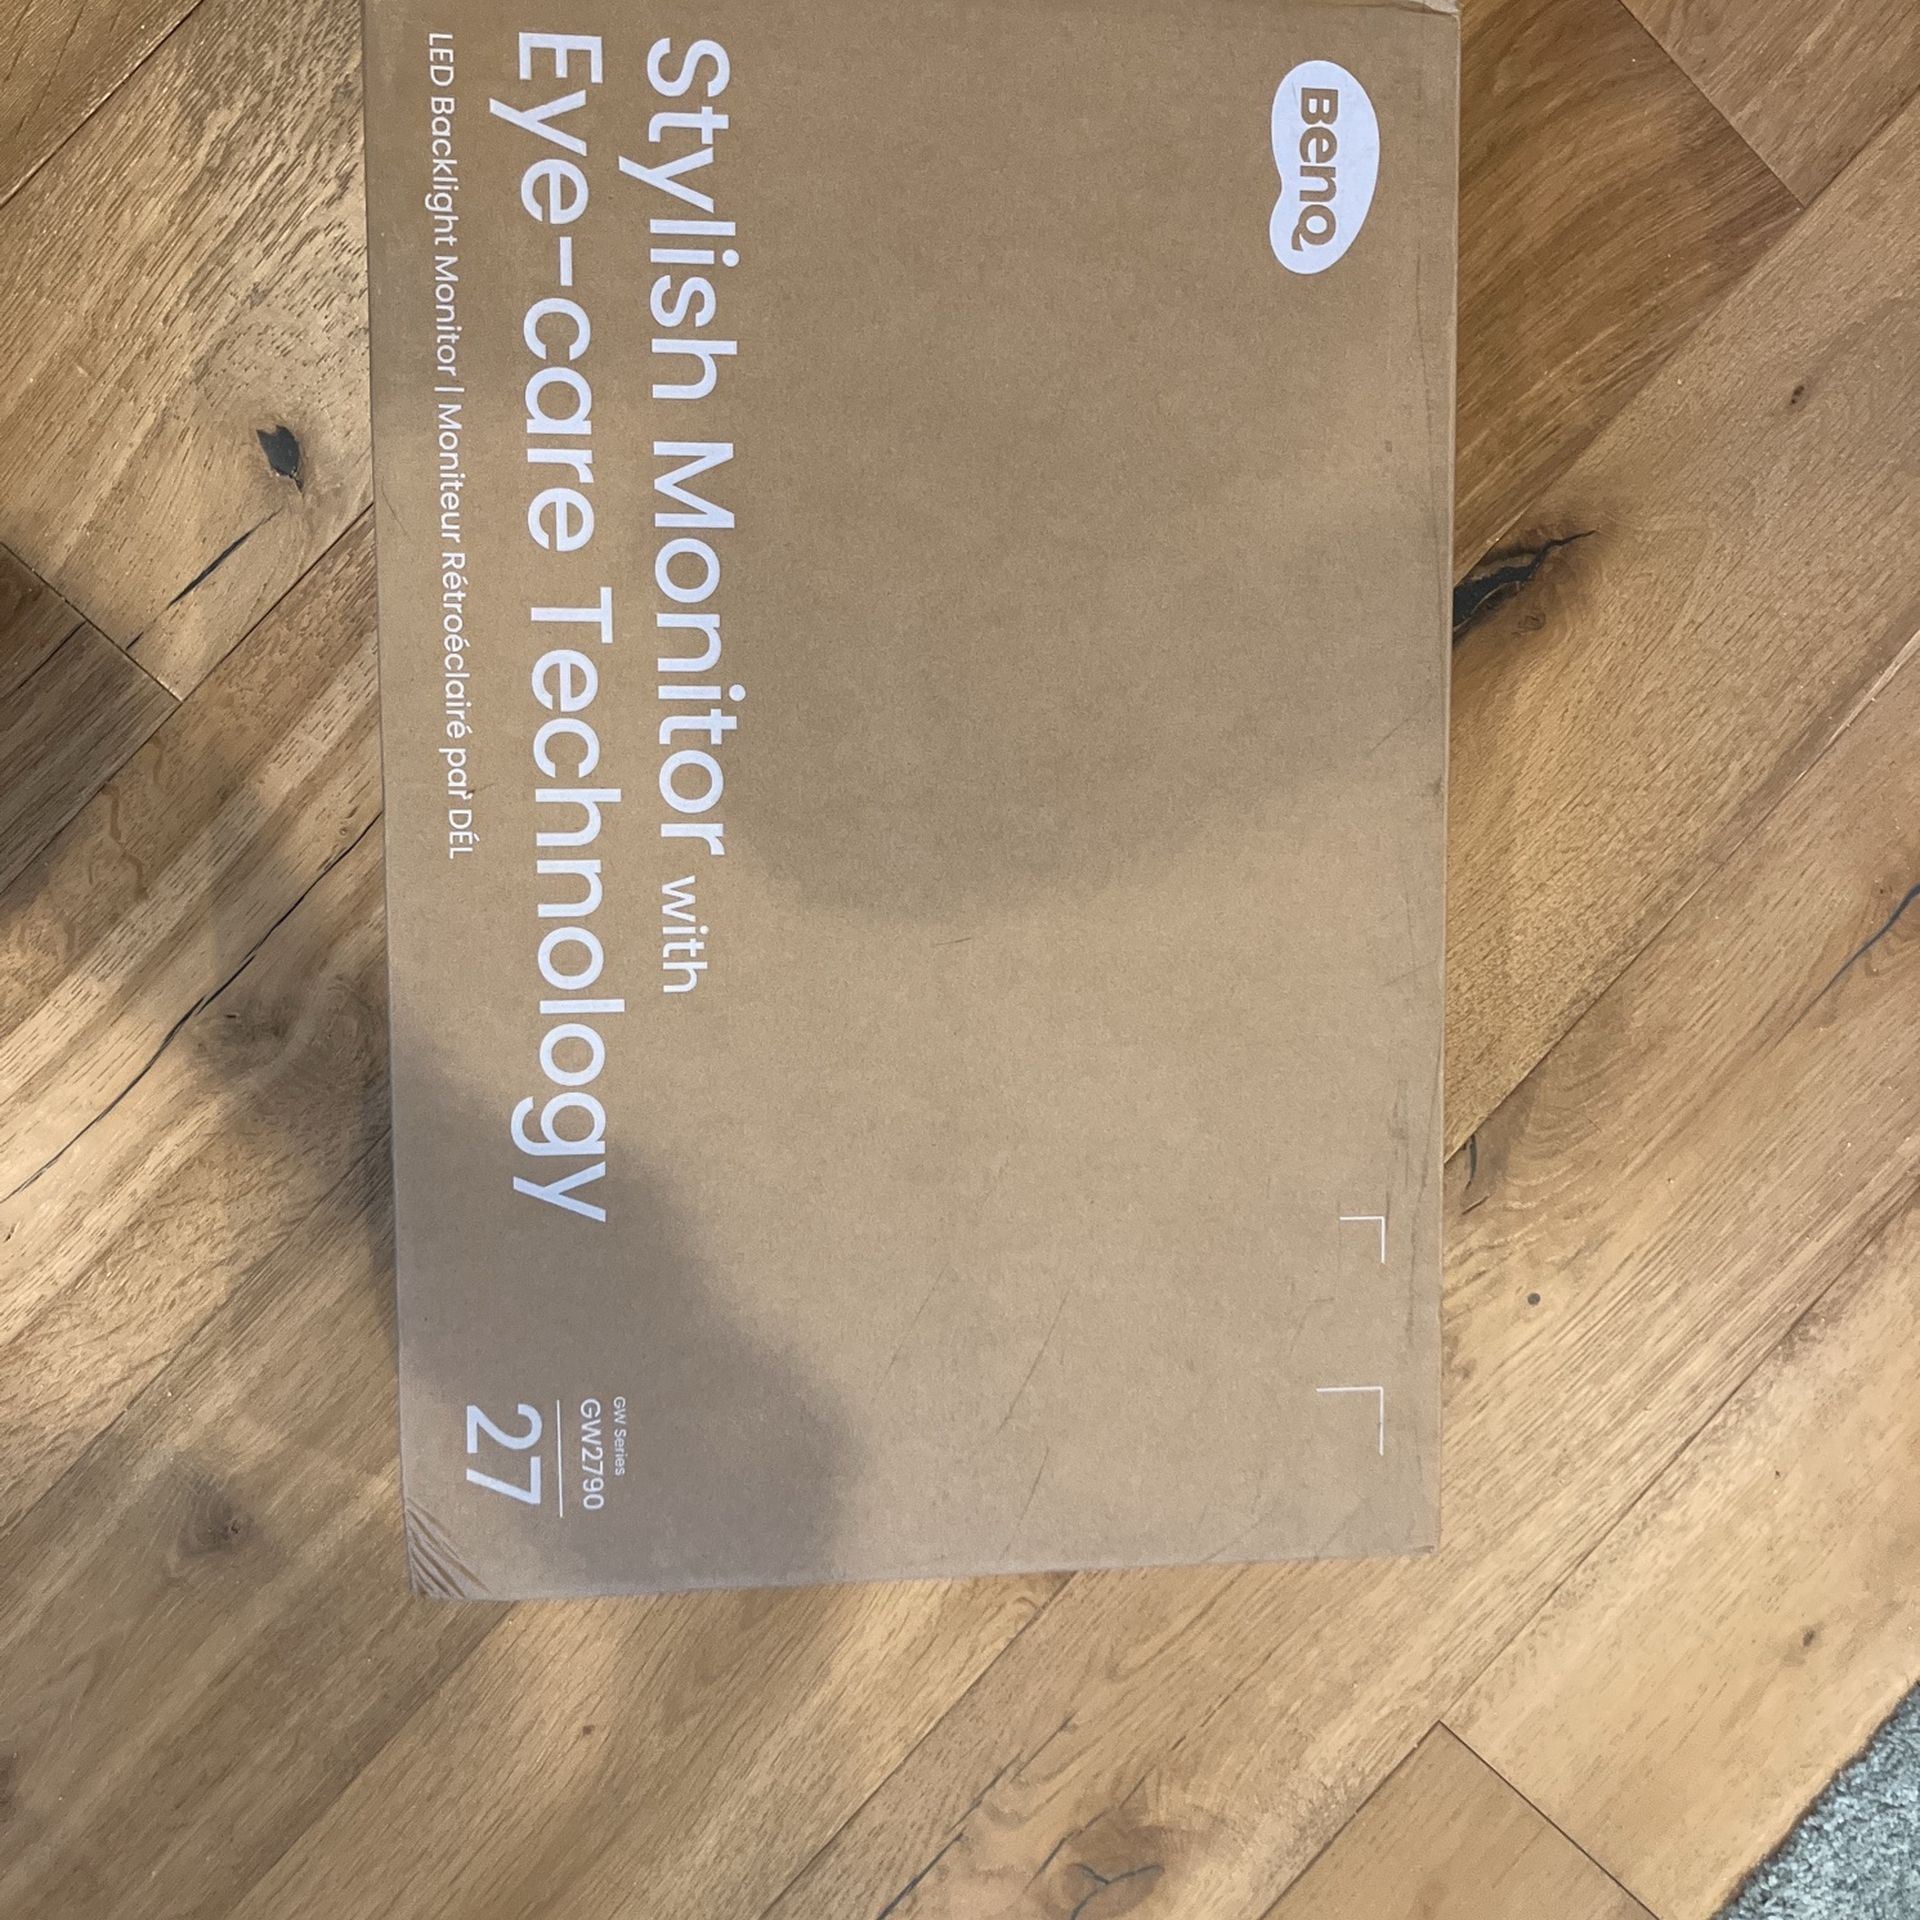 BenQ
Stylish Monitor with
Eye-care Technology
LED Backlight Monitor | Moniteur Rétroéclairé par DÉL
GW Series
GW2790
27